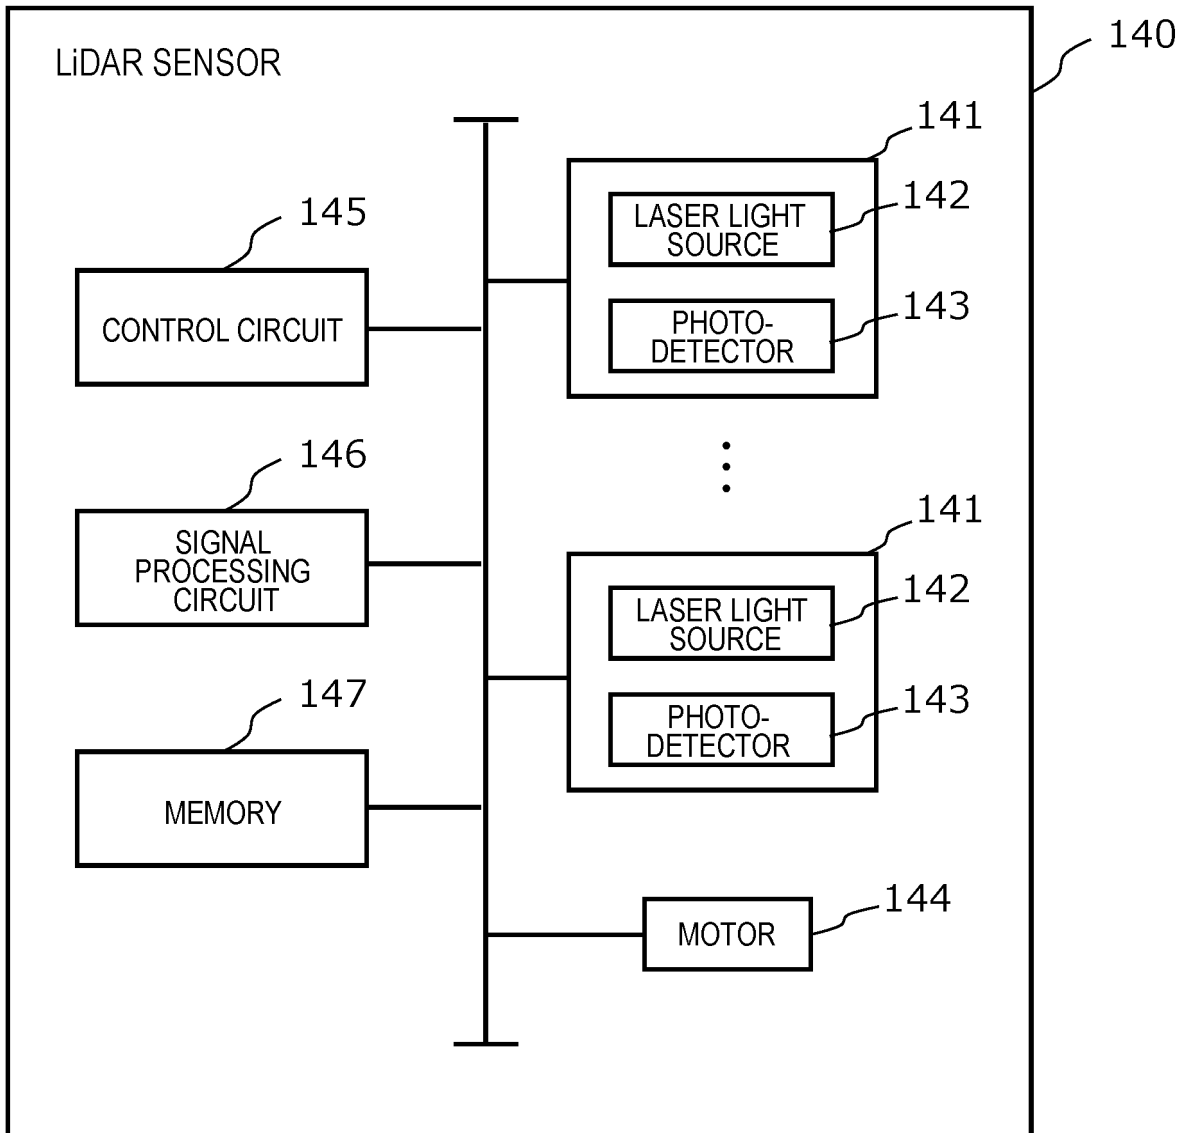 140
LiDAR SENSOR
141
142
LASER LIGHT
SOURCE
145
143
CONTROL CIRCUIT
PHOTO-
DETECTOR
146
141
SIGNAL
PROCESSING
CIRCUIT
142
LASER LIGHT
SOURCE
147
143
PHOTO-
DETECTOR
MEMORY
144
MOTOR